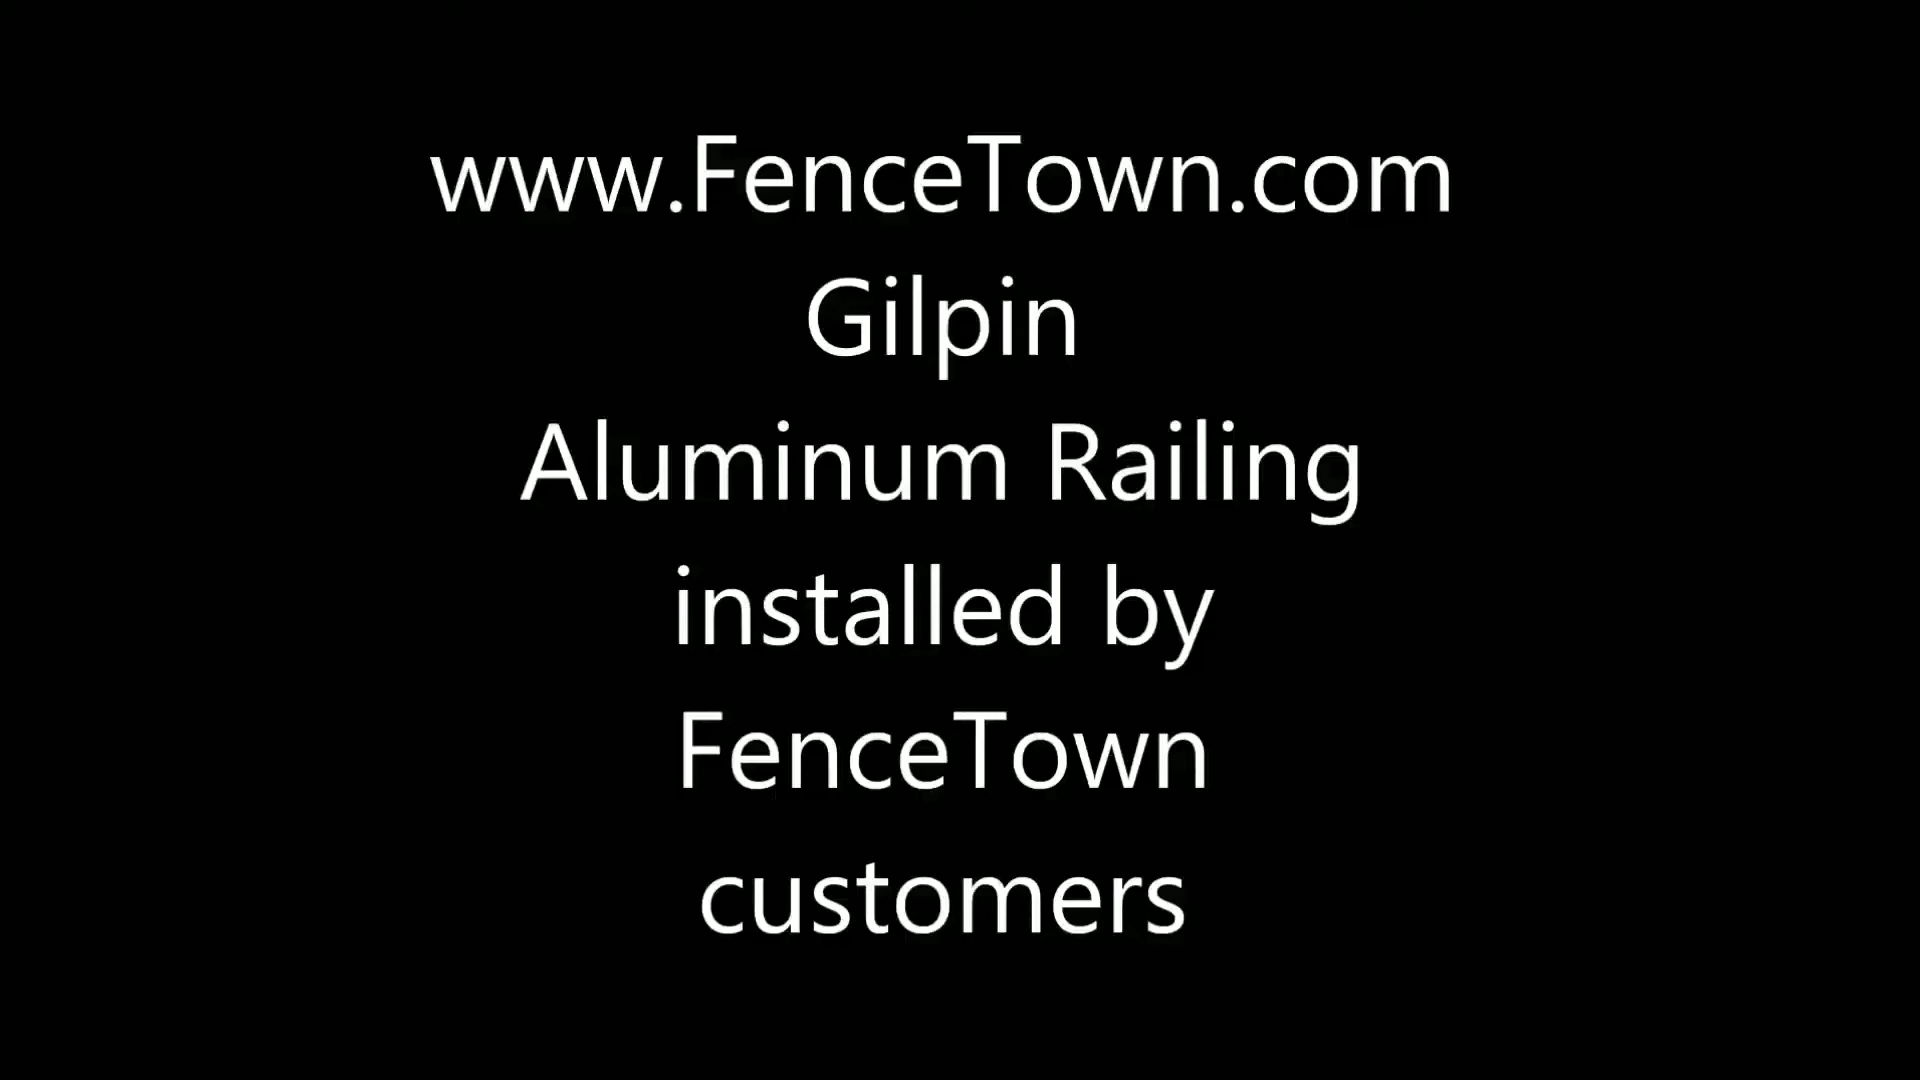 www.FenceTown.com
Gilpin
Aluminum Railing
installed by
FenceTown
customers